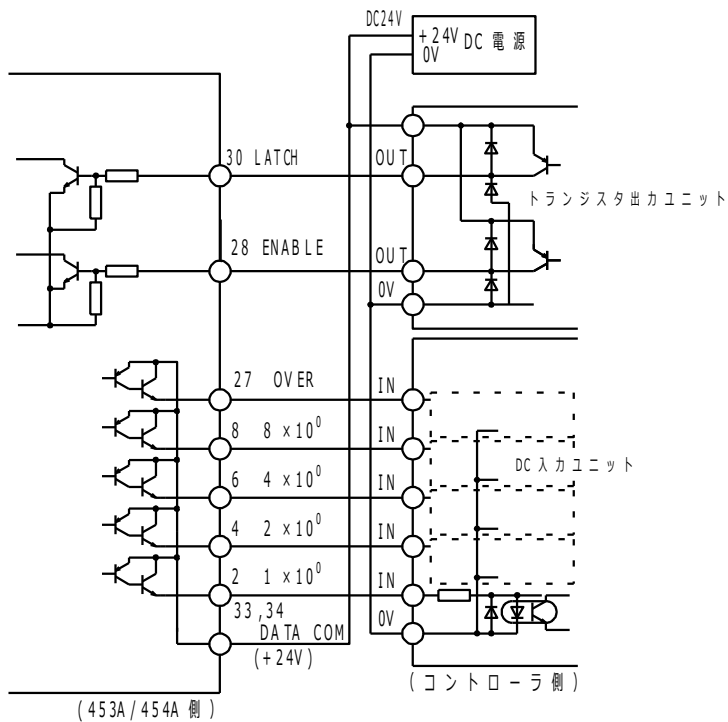 DC24V
+24V DC電源
0V
30 LATCH
OUT
トランジスタ出力ユニット
28 ENABLE
OUT
0V
27 OVER
IN
8 8×10⁰
IN
DC入力ユニット
6 4×10⁰
IN
4 2×10⁰
IN
2 1×10⁰
IN
33,34
DATA COM
(+24V)
0V
(コントローラ側)
(453A/454A側)